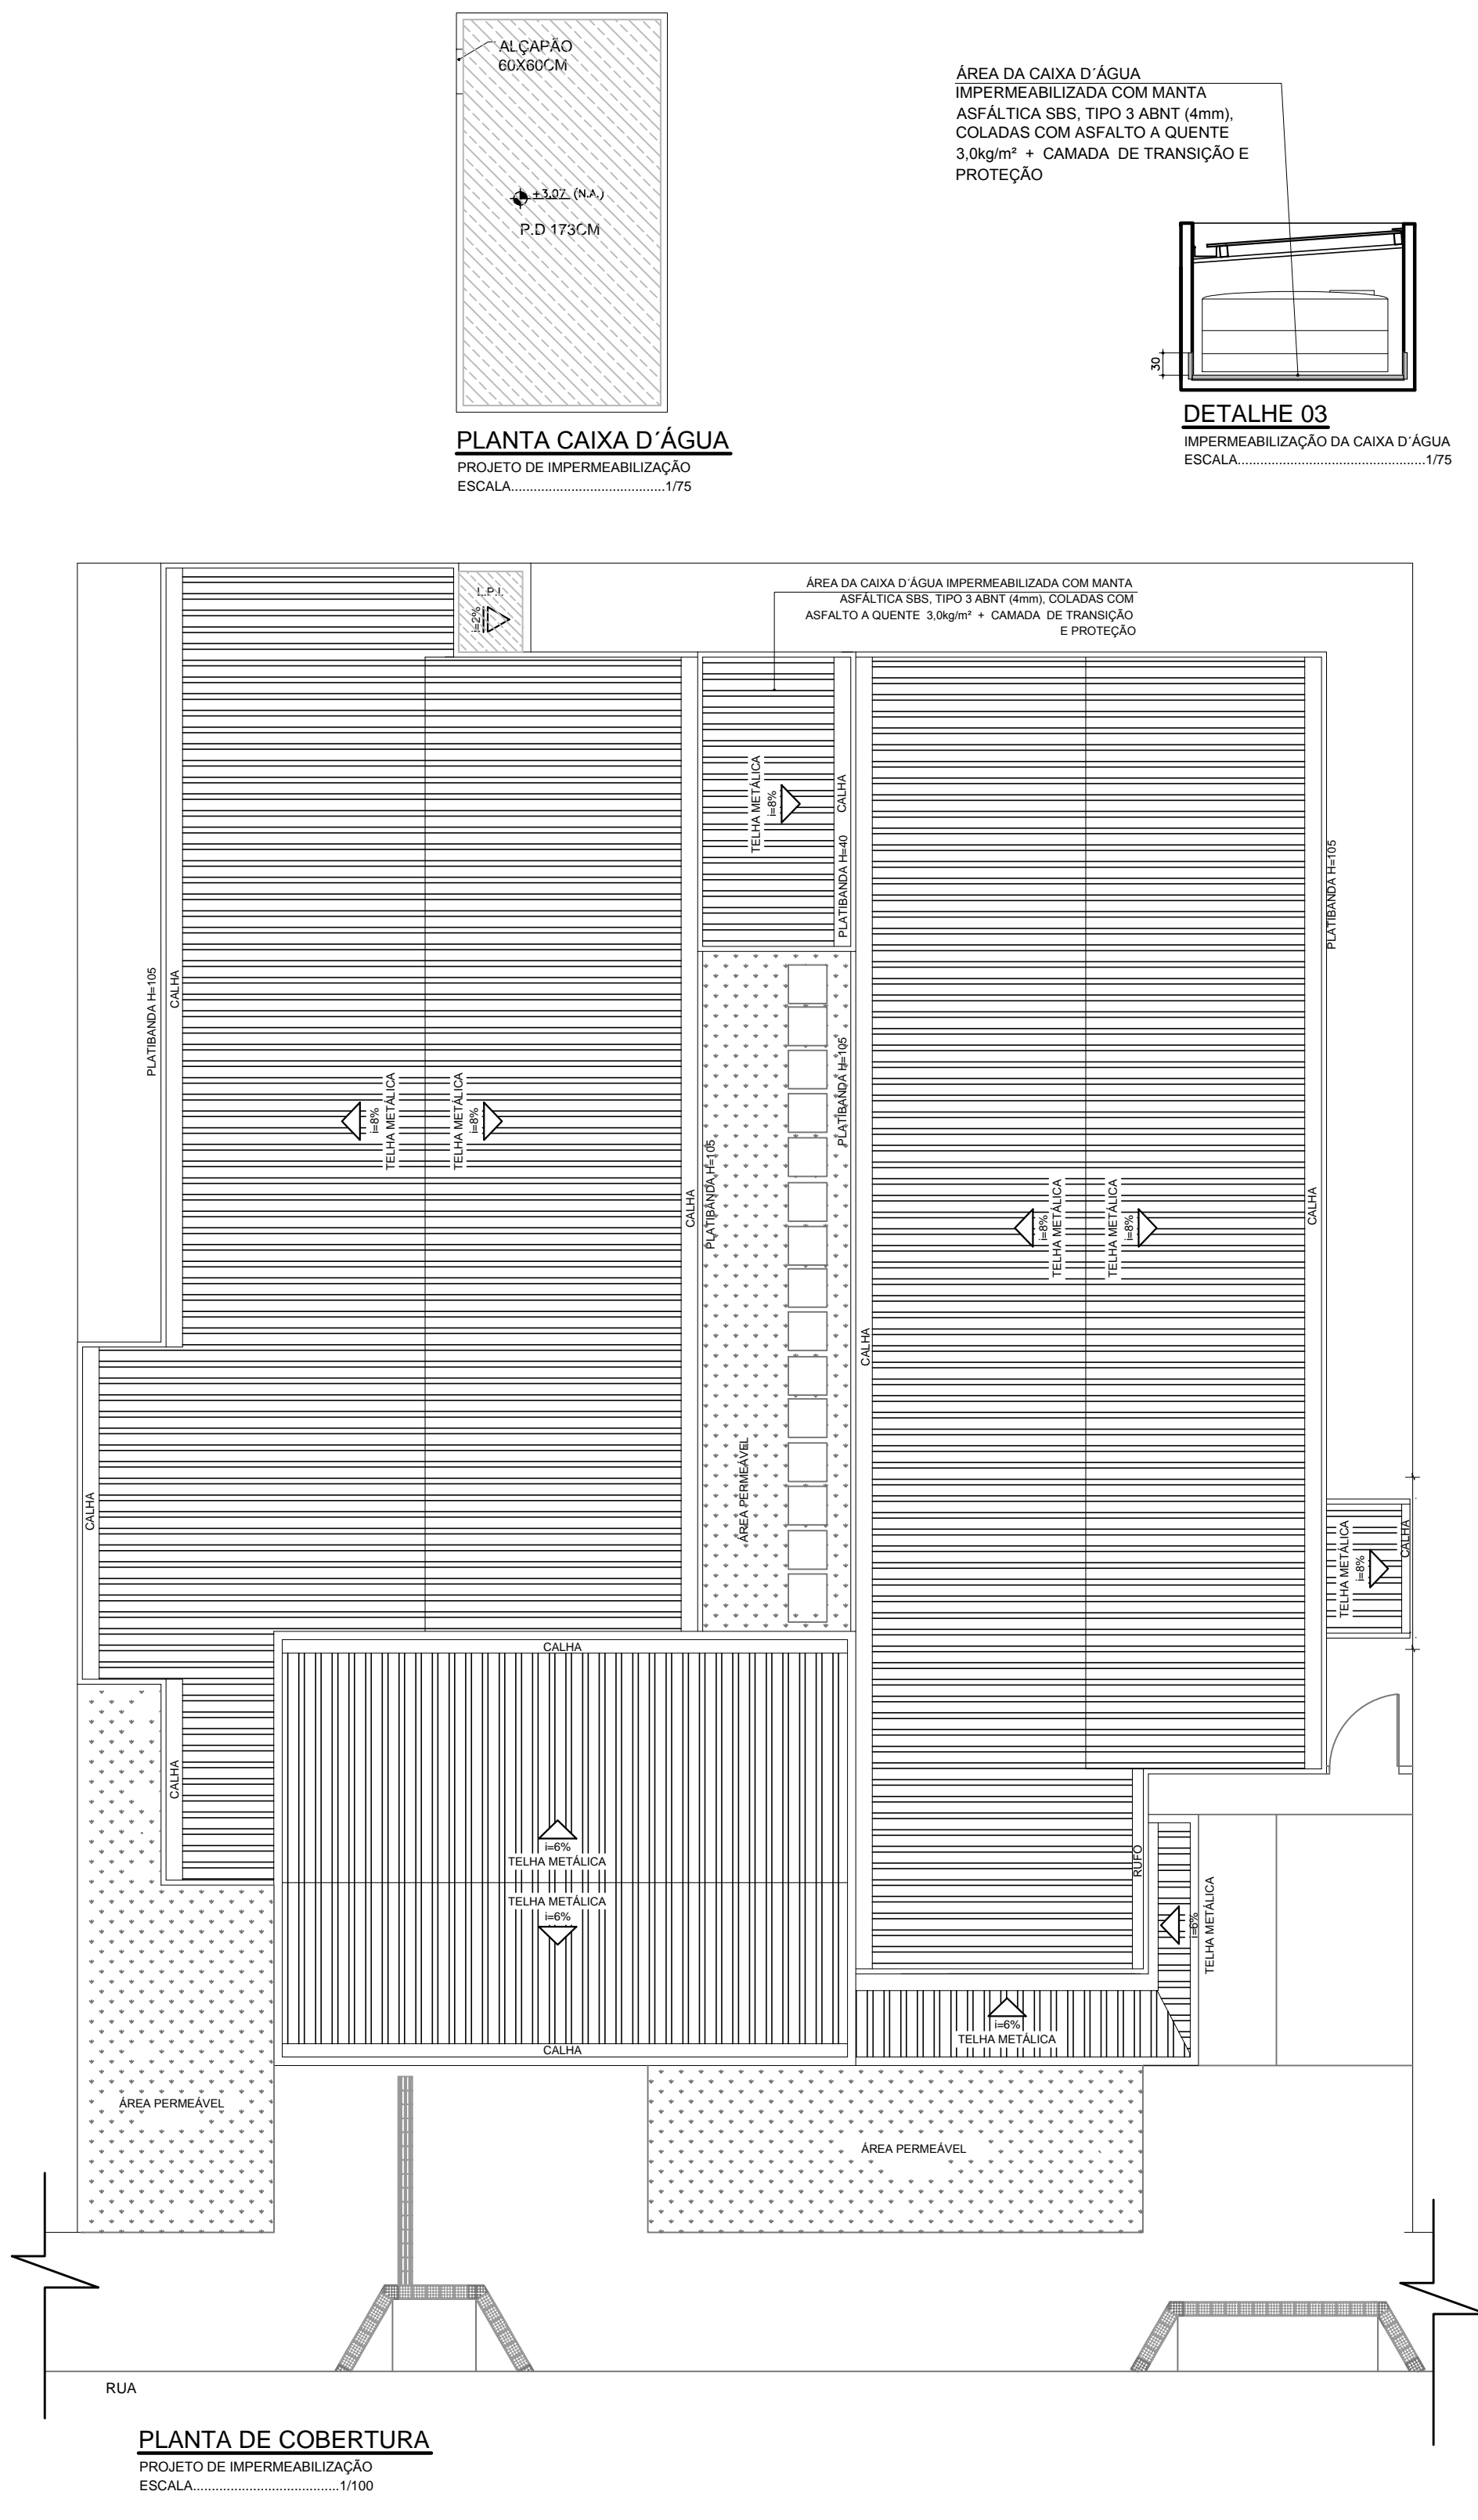 ALÇAPÃO
60X60CM
+3,07 (N.A.)
P.D 173CM
PLANTA CAIXA D´ÁGUA
PROJETO DE IMPERMEABILIZAÇÃO
ESCALA.........................................1/75
ÁREA DA CAIXA D´ÁGUA
IMPERMEABILIZADA COM MANTA
ASFÁLTICA SBS, TIPO 3 ABNT (4mm),
COLADAS COM ASFALTO A QUENTE
3,0kg/m² + CAMADA DE TRANSIÇÃO E
PROTEÇÃO
30
DETALHE 03
IMPERMEABILIZAÇÃO DA CAIXA D´ÁGUA
ESCALA..................................................1/75
L.P.I.
i=2%
ÁREA DA CAIXA D´ÁGUA IMPERMEABILIZADA COM MANTA
ASFÁLTICA SBS, TIPO 3 ABNT (4mm), COLADAS COM
ASFALTO A QUENTE 3,0kg/m² + CAMADA DE TRANSIÇÃO
E PROTEÇÃO
TELHA METÁLICA
i=8%
CALHA
PLATIBANDA H=40
PLATIBANDA H=105
PLATIBANDA H=105
CALHA
PLATIBANDA H=105
i=8%
TELHA METÁLICA
TELHA METÁLICA
i=8%
CALHA
PLATIBANDA H=105
i=8%
TELHA METÁLICA
TELHA METÁLICA
i=8%
CALHA
CALHA
ÁREA PERMEÁVEL
CALHA
TELHA METÁLICA
i=8%
CALHA
CALHA
CALHA
i=6%
TELHA METÁLICA
TELHA METÁLICA
i=6%
CALHA
RUFO
i=6%
TELHA METÁLICA
i=6%
TELHA METÁLICA
ÁREA PERMEÁVEL
ÁREA PERMEÁVEL
RUA
PLANTA DE COBERTURA
PROJETO DE IMPERMEABILIZAÇÃO
ESCALA.......................................1/100